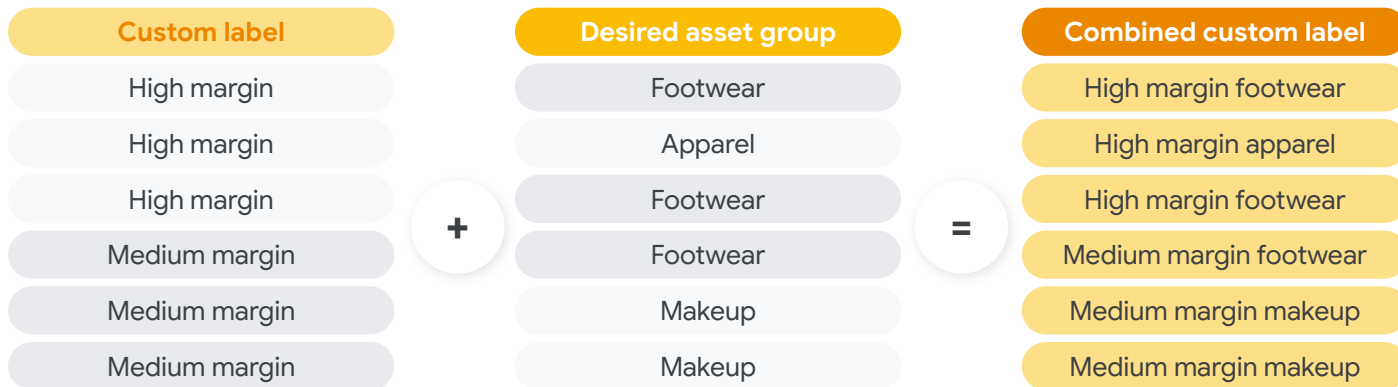 Custom label
Desired asset group
Combined custom label
High margin
Footwear
High margin footwear
High margin
Apparel
High margin apparel
High margin
Footwear
High margin footwear
+
=
Medium margin
Footwear
Medium margin footwear
Medium margin
Makeup
Medium margin makeup
Medium margin
Makeup
Medium margin makeup